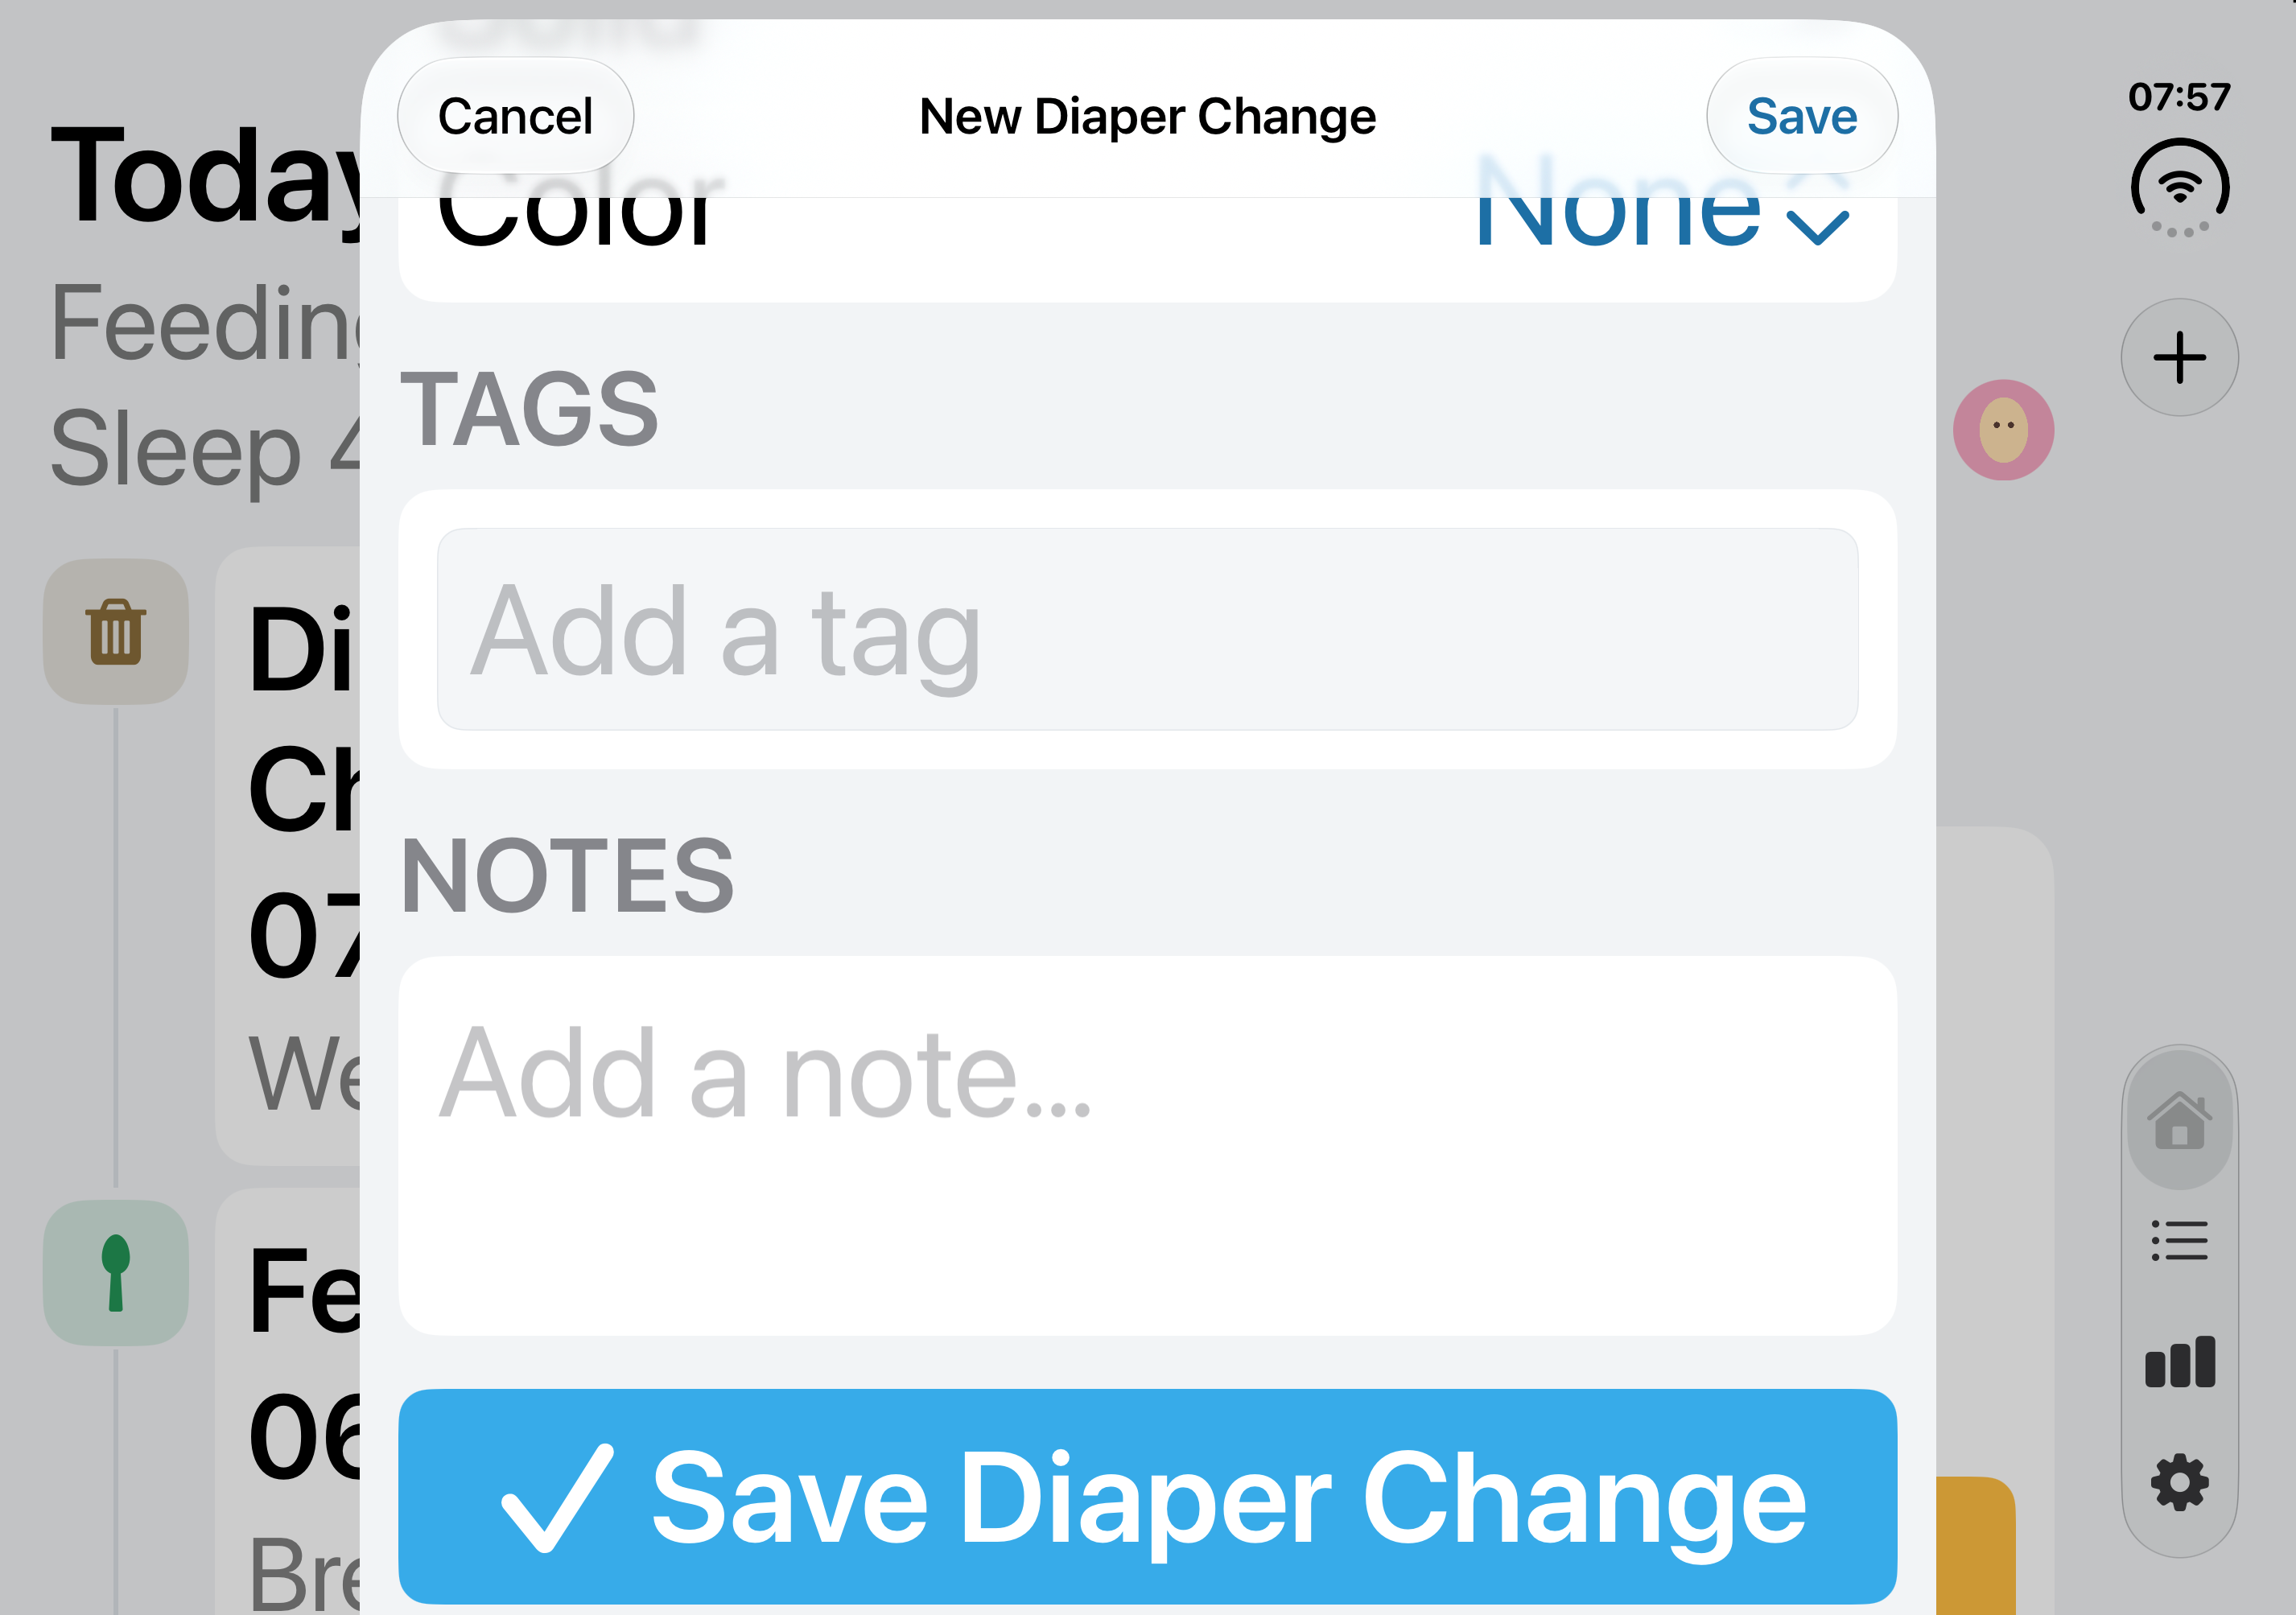 Cancel
New Diaper Change
Save
07:57
Today
Color
None
Sleep
TAGS
Add a tag
NOTES
Add a note...
Save Diaper Change